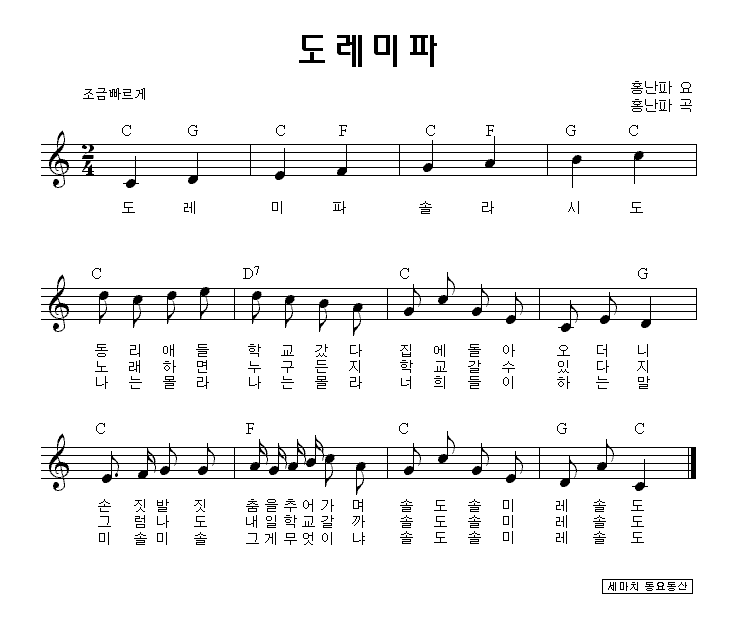 도레미파
조금빠르게
홍난파 요
홍난파 곡
C G C F C F G C
2
4
도 레 미 파 솔 라 시 도
C D7 C G
동 리 애 들 학 교 갔 다 집 에 돌 아 오 더 니
노 래 하 면 누 구 든 지 학 교 갈 수 있 다 지
나 는 몰 라 나 는 몰 라 너 희 들 이 하 는 말
C F C G C
손 짓 발 짓 춤 을 추 어 가 며 솔 도 솔 미 레 솔 도
그 럼 나 도 내 일 학 교 갈 까 솔 도 솔 미 레 솔 도
미 솔 미 솔 그 게 무 엇 이 냐 솔 도 솔 미 레 솔 도
세마치 동요동산